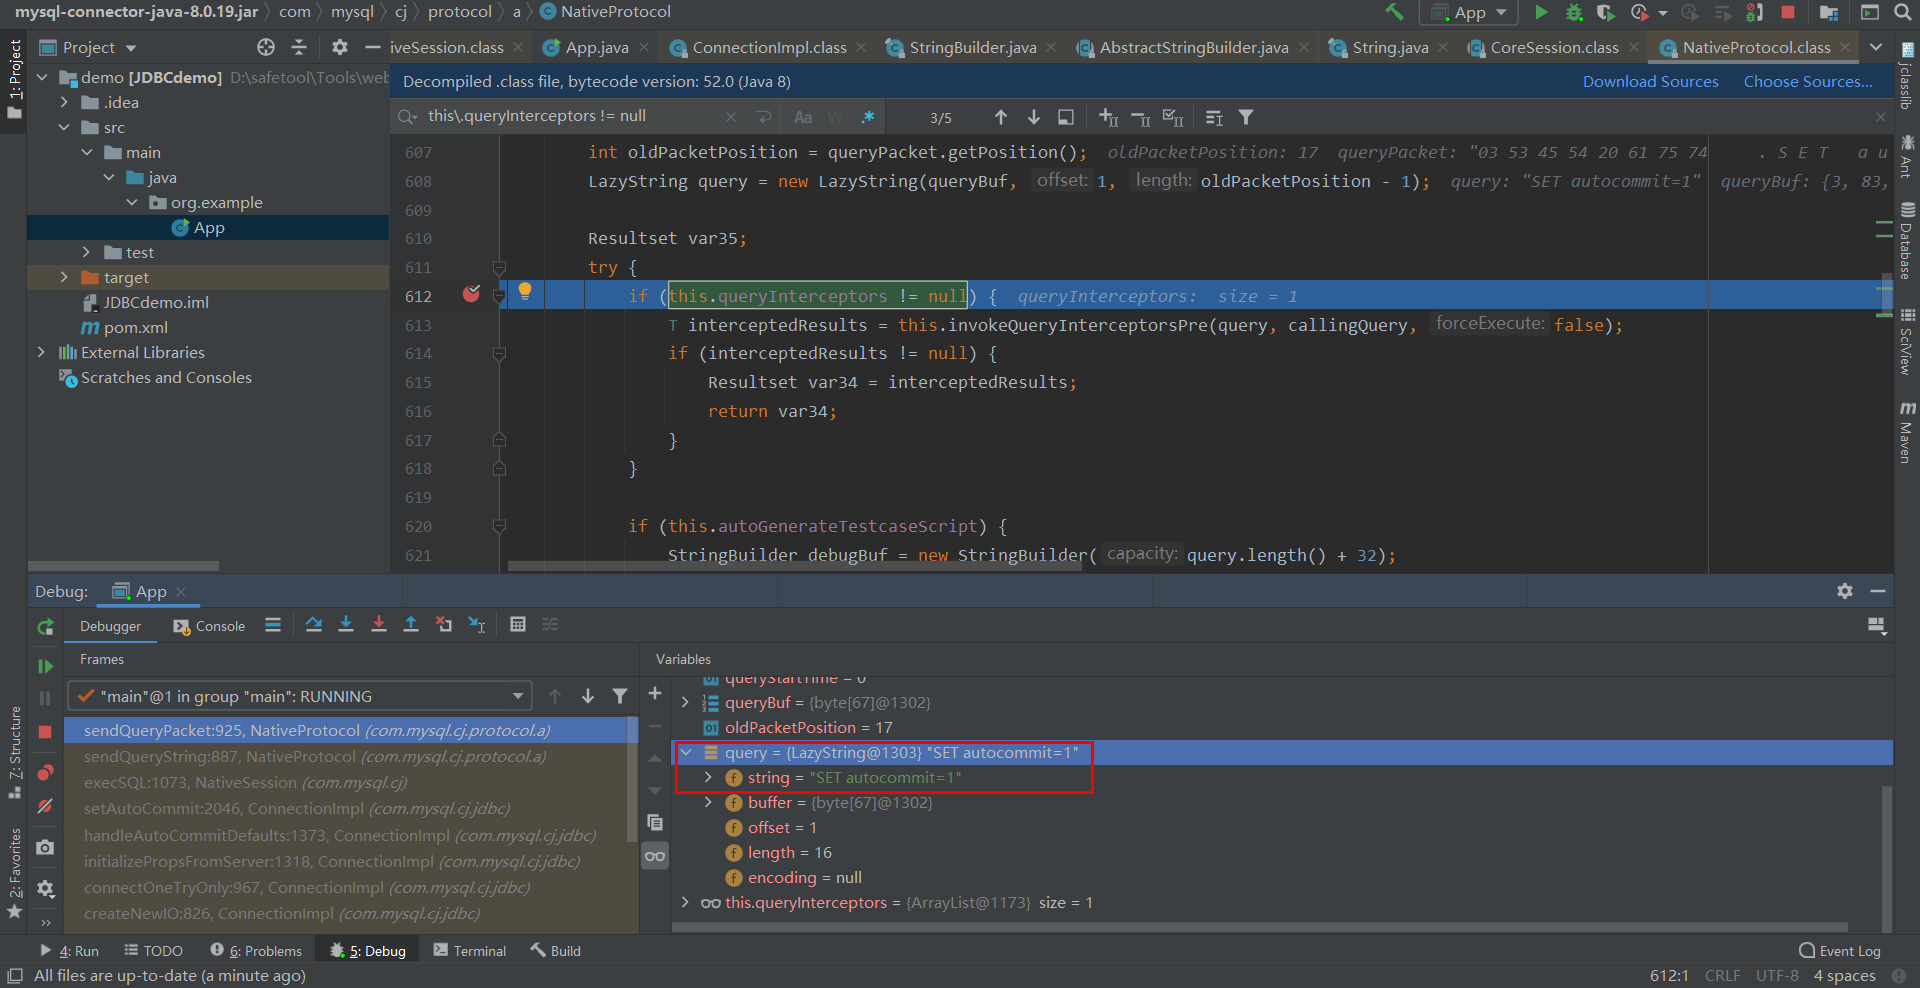 mysql-connector-java-8.0.19.jar com mysql cj protocol a NativeProtocol App
1: Project Project iveSession.class App.java ConnectionImpl.class StringBuilder.java AbstractStringBuilder.java String.java CoreSession.class NativeProtocol.class
demo [JDBCdemo] D:\safetool\Tools\web
.idea
src
main
java
org.example
App
test
target
JDBCdemo.iml
pom.xml
External Libraries
Scratches and Consoles
Decompiled .class file, bytecode version: 52.0 (Java 8) Download Sources Choose Sources...
this\.queryInterceptors != null Aa W .* 3/5
607 int oldPacketPosition = queryPacket.getPosition(); oldPacketPosition: 17 queryPacket: "03 53 45 54 20 61 75 74 . S E T a u
608 LazyString query = new LazyString(queryBuf, offset: 1, length: oldPacketPosition - 1); query: "SET autocommit=1" queryBuf: {3, 83,
609
610 Resultset var35;
611 try {
612 if (this.queryInterceptors != null) { queryInterceptors: size = 1
613 T interceptedResults = this.invokeQueryInterceptorsPre(query, callingQuery, forceExecute: false);
614 if (interceptedResults != null) {
615 Resultset var34 = interceptedResults;
616 return var34;
617 }
618 }
619
620 if (this.autoGenerateTestcaseScript) {
621 StringBuilder debugBuf = new StringBuilder( capacity: query.length() + 32);
jclasslib
Ant
Database
SciView
Maven
Debug: App
Debugger Console
Frames
"main"@1 in group "main": RUNNING
sendQueryPacket:925, NativeProtocol (com.mysql.cj.protocol.a)
sendQueryString:887, NativeProtocol (com.mysql.cj.protocol.a)
execSQL:1073, NativeSession (com.mysql.cj)
setAutoCommit:2046, ConnectionImpl (com.mysql.cj.jdbc)
handleAutoCommitDefaults:1373, ConnectionImpl (com.mysql.cj.jdbc)
initializePropsFromServer:1318, ConnectionImpl (com.mysql.cj.jdbc)
connectOneTryOnly:967, ConnectionImpl (com.mysql.cj.jdbc)
createNewIO:826, ConnectionImpl (com.mysql.cj.jdbc)
Variables
queryStartTime = 0
queryBuf = {byte[67]@1302}
oldPacketPosition = 17
query = {LazyString@1303} "SET autocommit=1"
string = "SET autocommit=1"
buffer = {byte[67]@1302}
offset = 1
length = 16
encoding = null
this.queryInterceptors = {ArrayList@1173} size = 1
7: Structure
2: Favorites
4: Run TODO 6: Problems 5: Debug Terminal Build Event Log
All files are up-to-date (a minute ago) 612:1 CRLF UTF-8 4 spaces